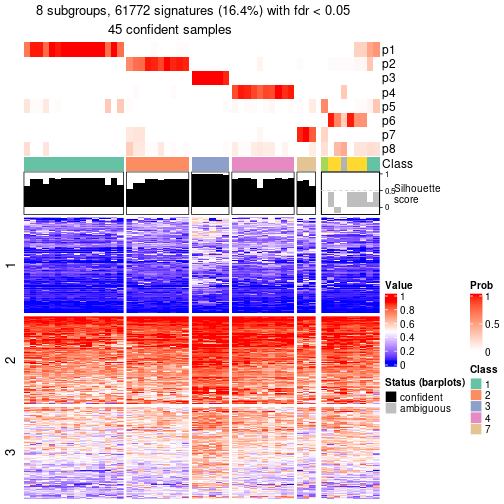 8 subgroups, 61772 signatures (16.4%) with fdr < 0.05
45 confident samples
p1
p2
p3
p4
p5
p6
p7
p8
Class
1
0.5
0
Silhouette
score
1
2
3
Value
1
0.8
0.6
0.4
0.2
0
Prob
1
0.5
0
Status (barplots)
confident
ambiguous
Class
1
2
3
4
7